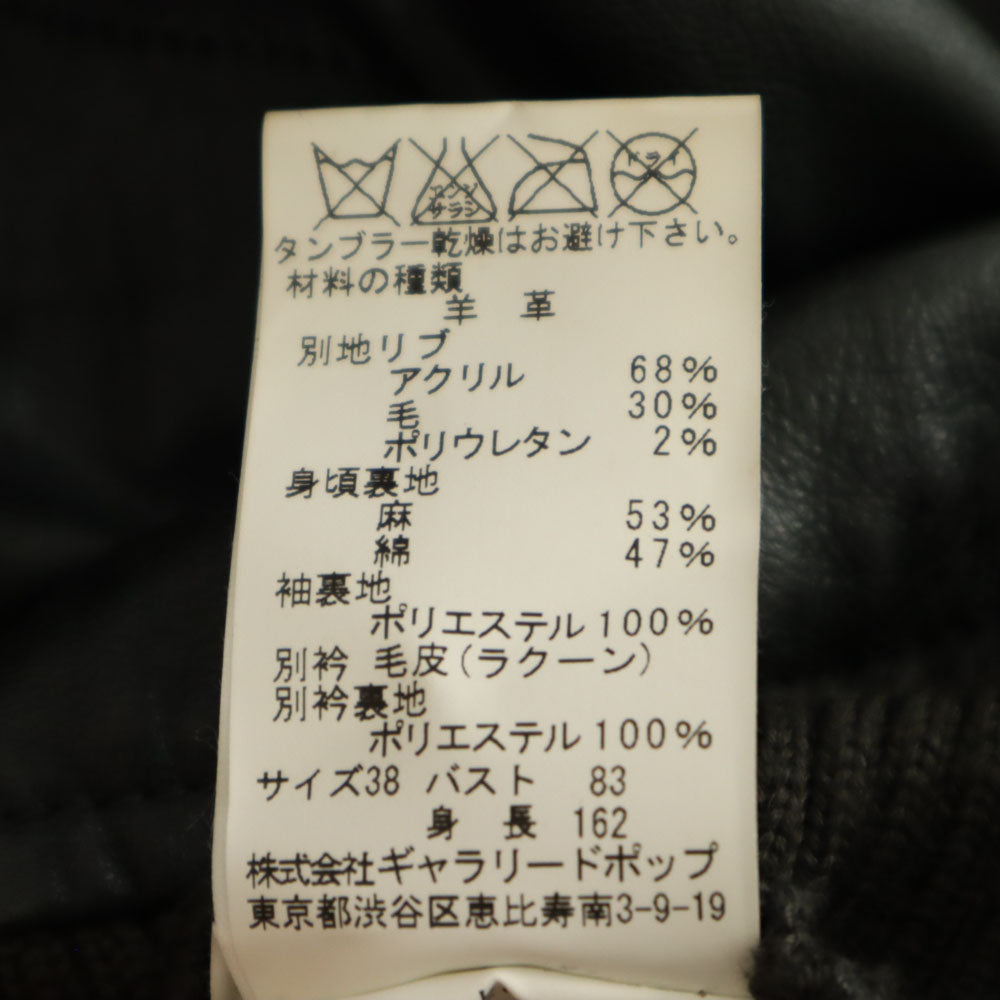 エンソ サラシ ドライ
タンブラー乾燥はお避け下さい。
材料の種類
羊 革
別地リブ
アクリル 68%
毛 30%
ポリウレタン 2%
身頃裏地
麻 53%
綿 47%
袖裏地
ポリエステル 100%
別衿 毛皮(ラクーン)
別衿裏地
ポリエステル 100%
サイズ38 バスト 83
身 長 162
株式会社ギャラリードポップ
東京都渋谷区恵比寿南3-9-19